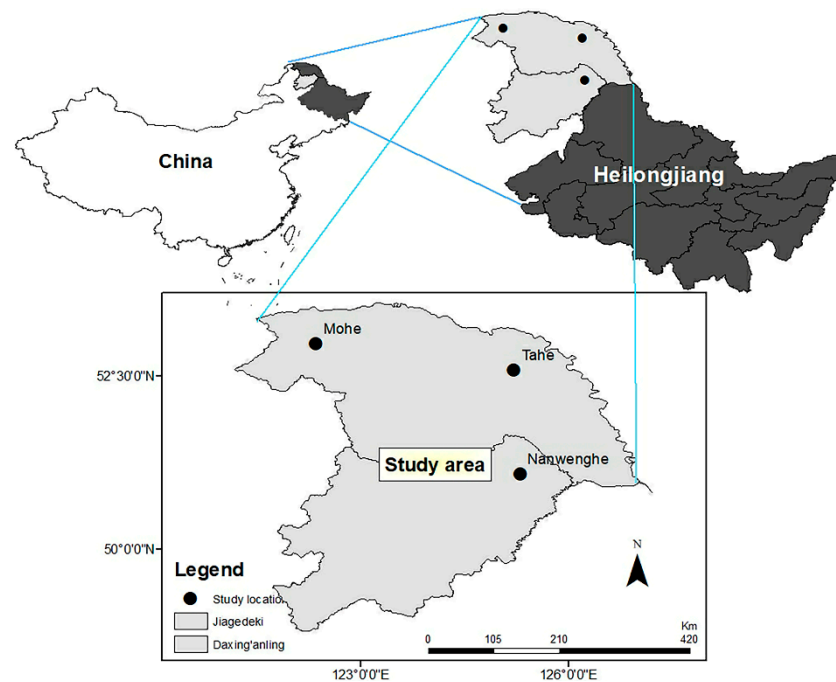 China
Heilongjiang
Mohe
Tahe
52°30'0"N
Study area
Nanwenghe
50°0'0"N
Legend
Study location
Jiagedeki
Daxing'anling
N
Km
0 105 210 420
123°0'0"E 126°0'0"E